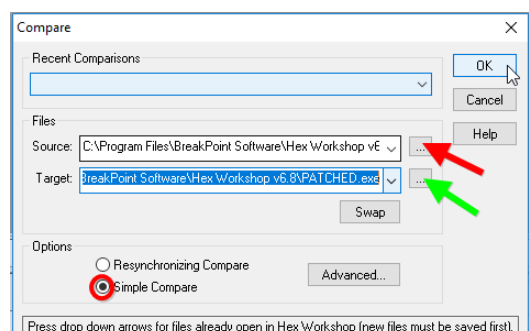 Compare
Recent Comparisons
OK
Cancel
Files
Help
Source: C:\Program Files\BreakPoint Software\Hex Workshop v6 ...
Target: BreakPoint Software\Hex Workshop v6.8\PATCHED.exe ...
Swap
Options
Resynchronizing Compare
Advanced...
Simple Compare
Press drop down arrows for files already open in Hex Workshop (new files must be saved first).